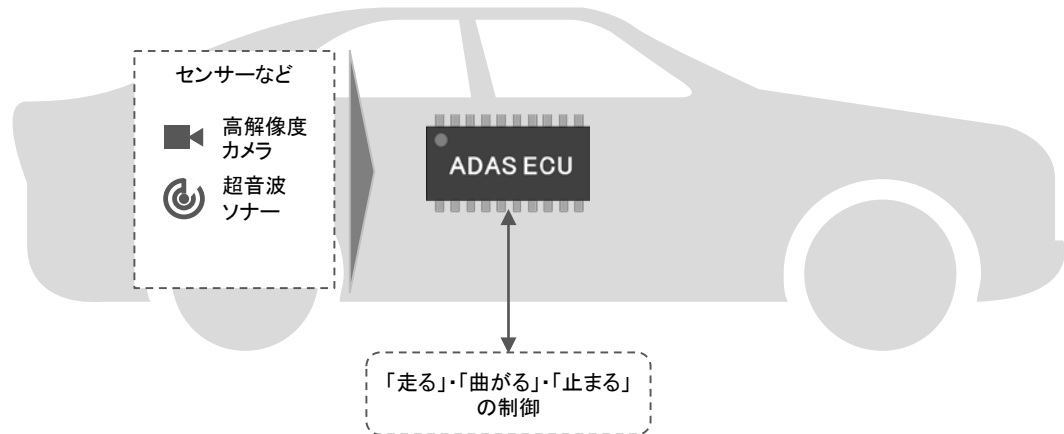 センサーなど
高解像度
カメラ
超音波
ソナー
ADAS ECU
「走る」・「曲がる」・「止まる」
の制御